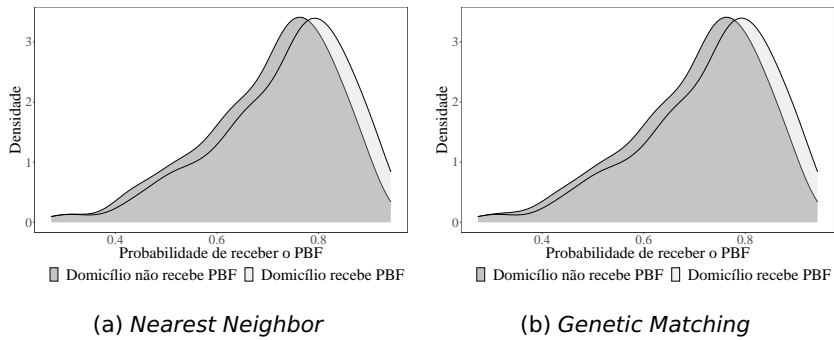 3
2
1
0
Densidade
0.4
0.6
0.8
Probabilidade de receber o PBF
Domicílio não recebe PBF
Domicílio recebe PBF
(a) Nearest Neighbor
3
2
1
0
Densidade
0.4
0.6
0.8
Probabilidade de receber o PBF
Domicílio não recebe PBF
Domicílio recebe PBF
(b) Genetic Matching